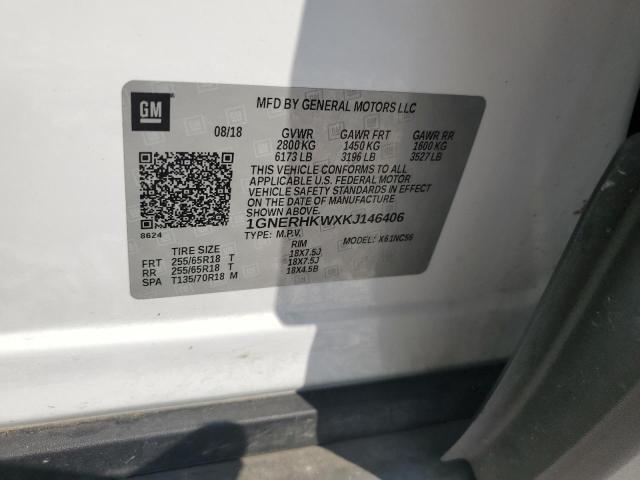 GM
MFD BY GENERAL MOTORS LLC
08/18 GVWR GAWR FRT GAWR RR
2800 KG 1450 KG 1600 KG
6173 LB 3196 LB 3527 LB
THIS VEHICLE CONFORMS TO ALL
APPLICABLE U.S. FEDERAL MOTOR
VEHICLE SAFETY STANDARDS IN EFFECT
ON THE DATE OF MANUFACTURE
1GNERHKWXKJ146406
8624
TYPE: M.P.V. MODEL: X61NC56
TIRE SIZE RIM
FRT 255/65R18 T 18X7.5J
RR 255/65R18 T 18X7.5J
SPA T135/70R18 M 18X4.5B